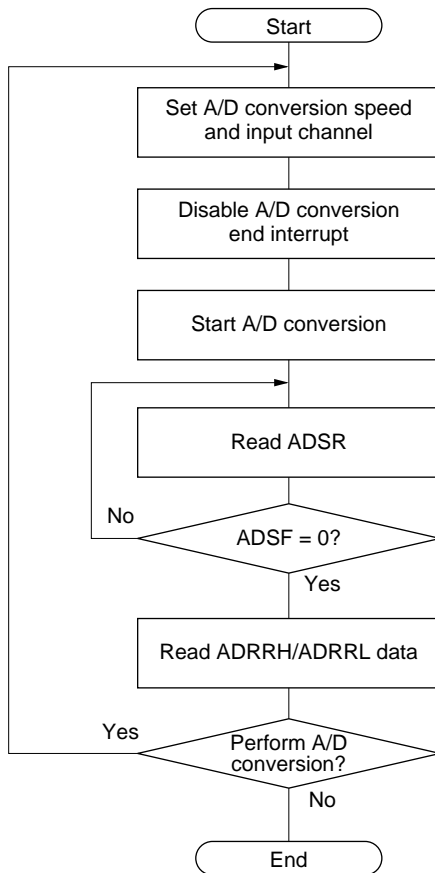 Start
Set A/D conversion speed
and input channel
Disable A/D conversion
end interrupt
Start A/D conversion
Read ADSR
No
ADSF = 0?
Yes
Read ADRRH/ADRRL data
Yes
Perform A/D
conversion?
No
End